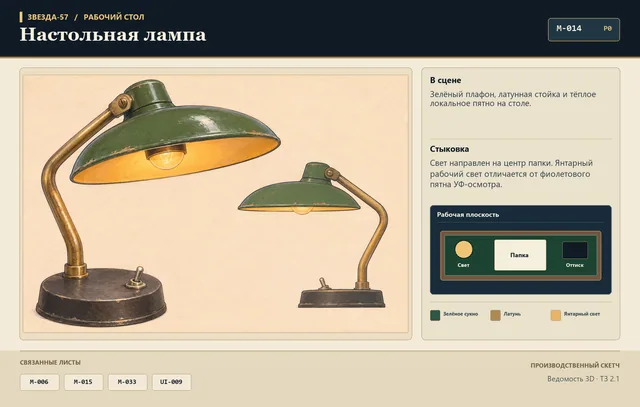 ЗВЕЗДА-57 / РАБОЧИЙ СТОЛ
Настольная лампа
M-014 P0
В сцене
Зелёный плафон, латунная стойка и тёплое
локальное пятно на столе.
Стыковка
Свет направлен на центр папки. Янтарный
рабочий свет отличается от фиолетового
пятна УФ-осмотра.
Рабочая плоскость
Свет
Папка
Оттиск
Зелёное сукно
Латунь
Янтарный свет
СВЯЗАННЫЕ ЛИСТЫ
M-006
M-015
M-033
UI-009
ПРОИЗВОДСТВЕННЫЙ СКЕТЧ
Ведомость 3D · ТЗ 2.1